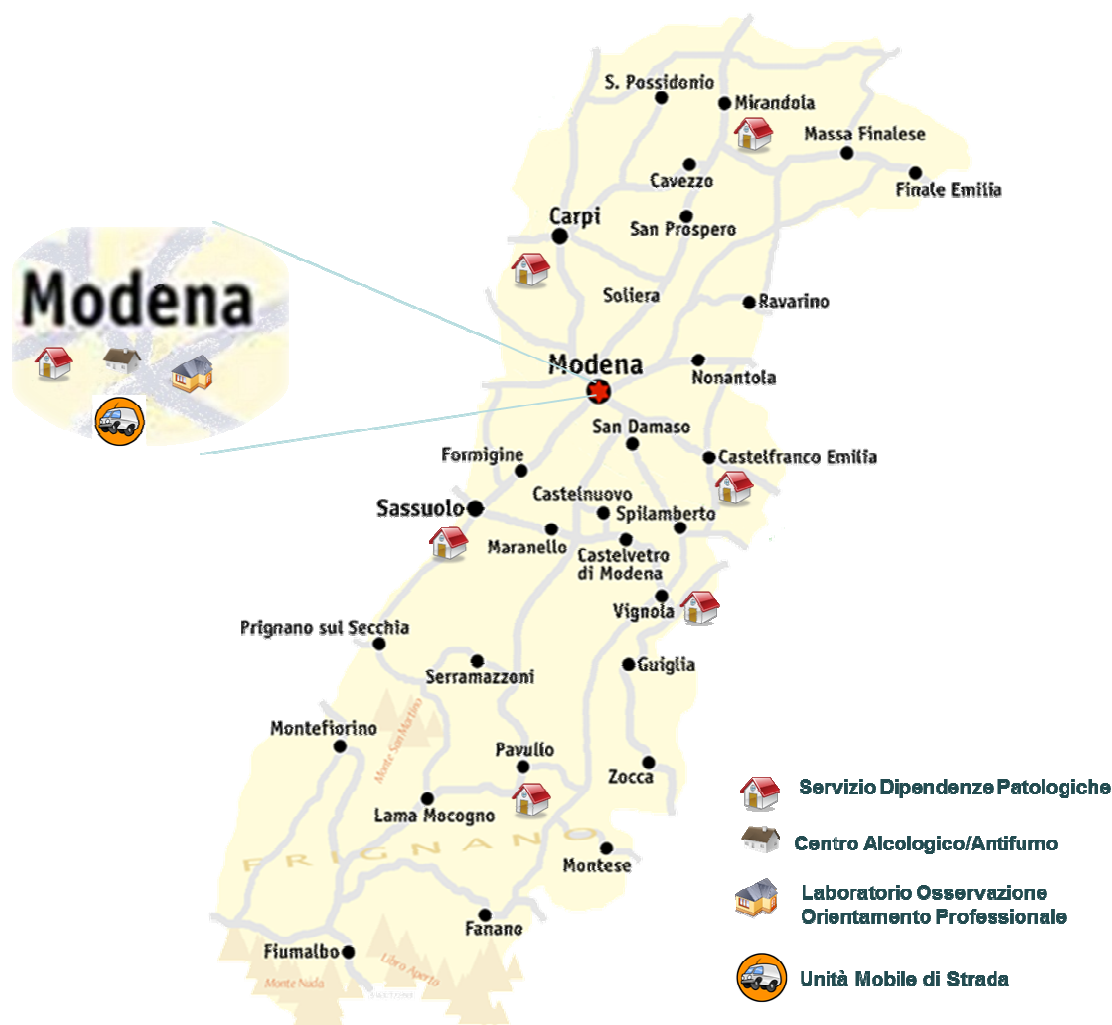 S. Possidonio
Mirandola
Massa Finalese
Finale Emilia
Cavezzo
Carpi
San Prospero
Soliera
Ravarino
Modena
Modena
Nonantola
San Damaso
Formigine
Castelfranco Emilia
Castelnuovo
Sassuolo
Spilamberto
Maranello
Castelvetro
di Modena
Vignola
Prignano sul Secchia
Guiglia
Serramazzoni
Monte San Martino
Montefiorino
Pavullo
Zocca
Lama Mocogno
FRIGNANO
Montese
Fanano
Fiumalbo
Libro Aperto
Monte Nuda
Servizio Dipendenze Patologiche
Centro Alcologico/Antifumo
Laboratorio Osservazione
Orientamento Professionale
Unità Mobile di Strada